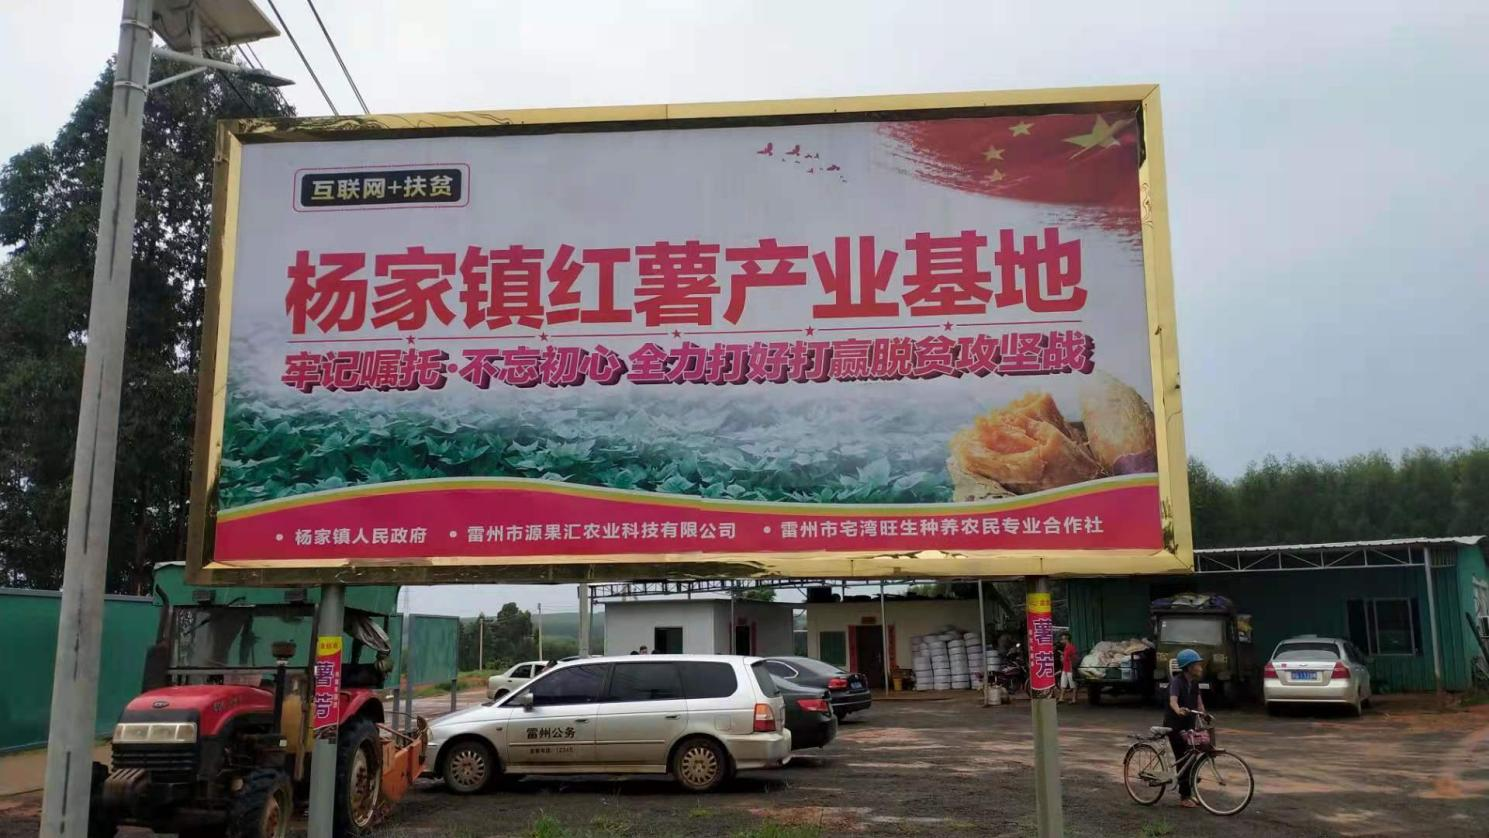 互联网+扶贫
杨家镇红薯产业基地
牢记嘱托·不忘初心 全力打好打赢脱贫攻坚战
• 杨家镇人民政府 • 雷州市源果汇农业科技有限公司 • 雷州市宅湾旺生种养农民专业合作社
薯芳
薯芳
雷州公务